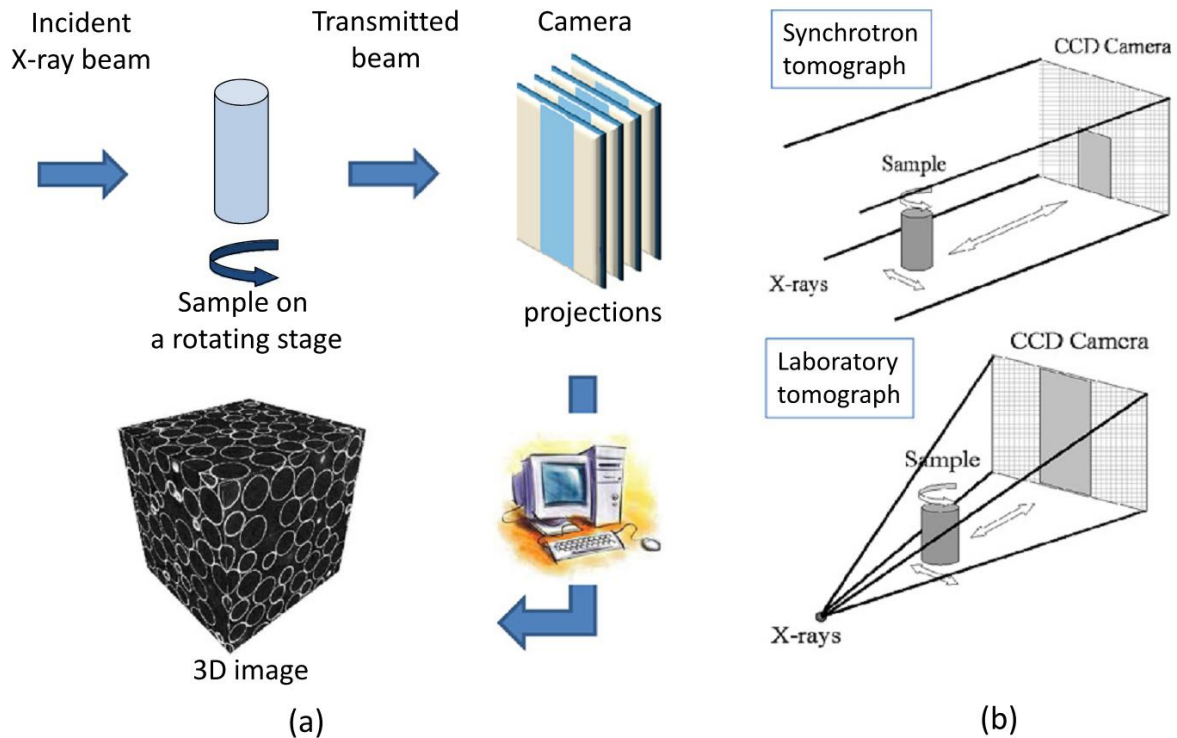 Incident
X-ray beam
Transmitted
beam
Camera
Sample on
a rotating stage
projections
3D image
(a)
Synchrotron
tomograph
CCD Camera
Sample
X-rays
Laboratory
tomograph
CCD Camera
Sample
X-rays
(b)